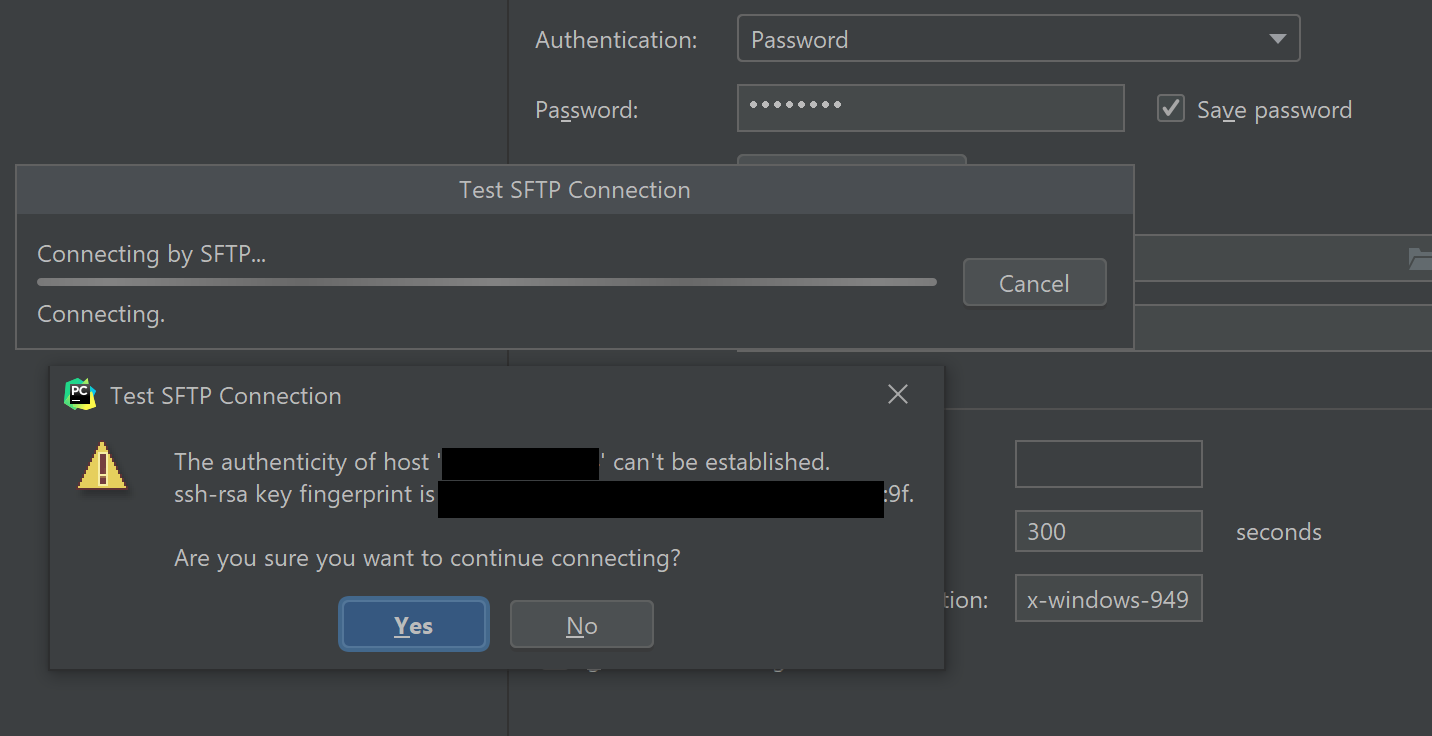 Authentication: Password
Password: Save password
Test SFTP Connection
Connecting by SFTP...
Cancel
Connecting.
PC
Test SFTP Connection
The authenticity of host ' ' can't be established.
ssh-rsa key fingerprint is :9f.
Are you sure you want to continue connecting?
Yes No
300 seconds
tion: x-windows-949